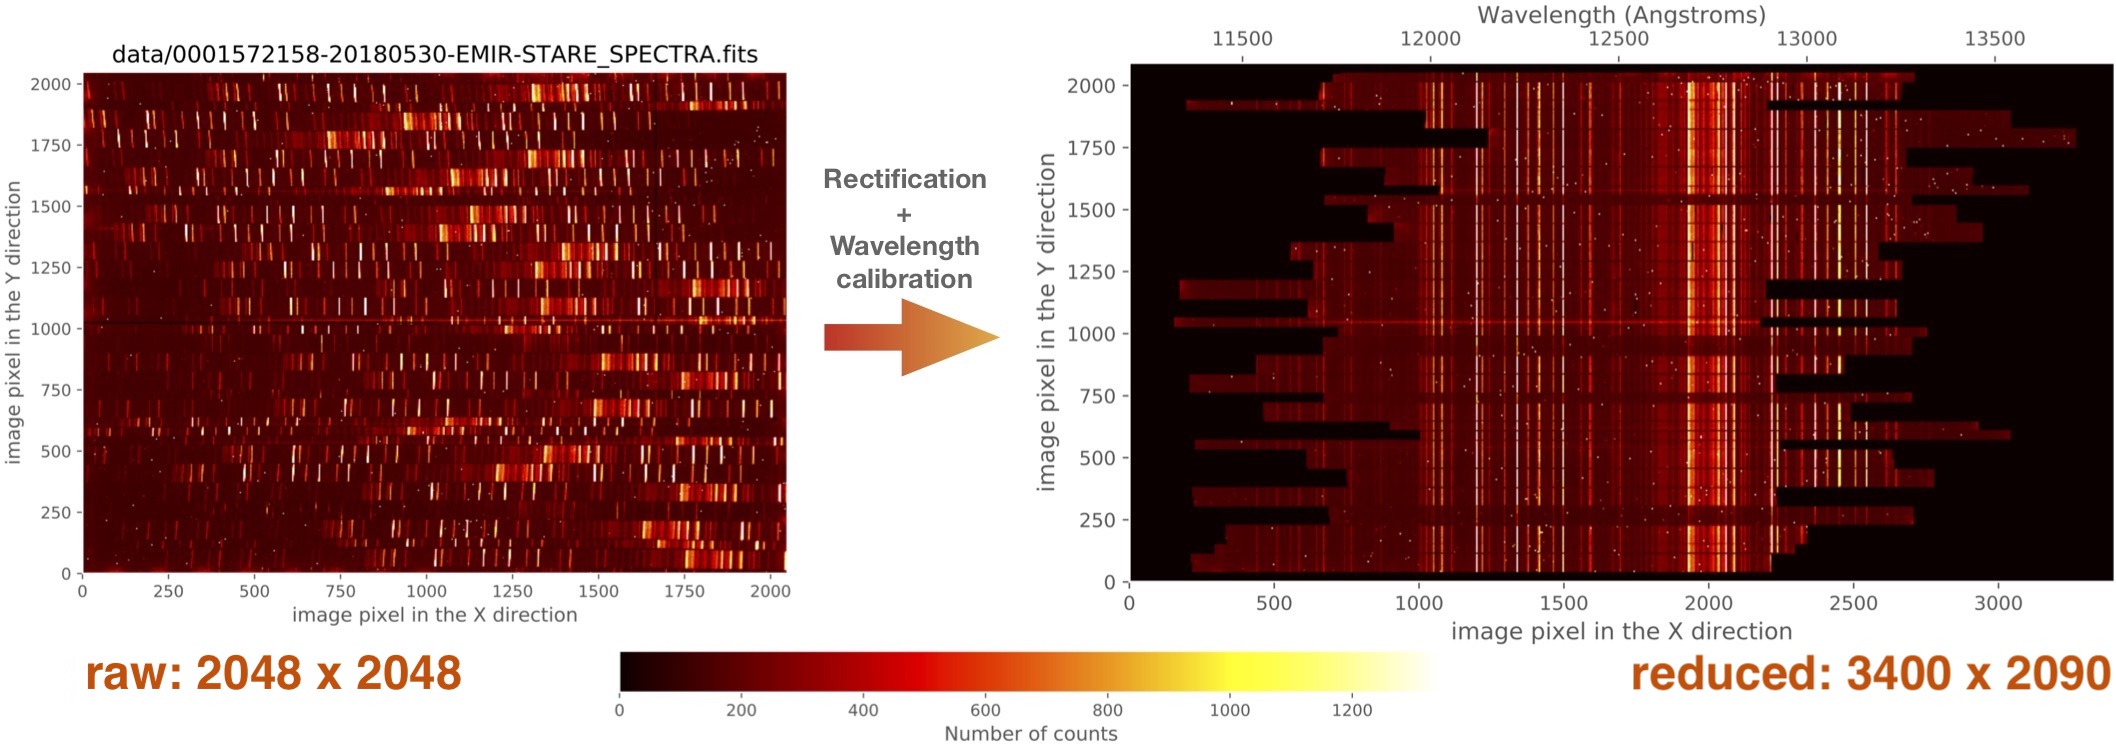 data/0001572158-20180530-EMIR-STARE_SPECTRA.fits
image pixel in the Y direction
2000
1750
1500
1250
1000
750
500
250
0
0 250 500 750 1000 1250 1500 1750 2000
image pixel in the X direction
raw: 2048 x 2048
Rectification
+
Wavelength
calibration
Wavelength (Angstroms)
11500 12000 12500 13000 13500
image pixel in the Y direction
2000
1750
1500
1250
1000
750
500
250
0
0 500 1000 1500 2000 2500 3000
image pixel in the X direction
reduced: 3400 x 2090
0 200 400 600 800 1000 1200
Number of counts